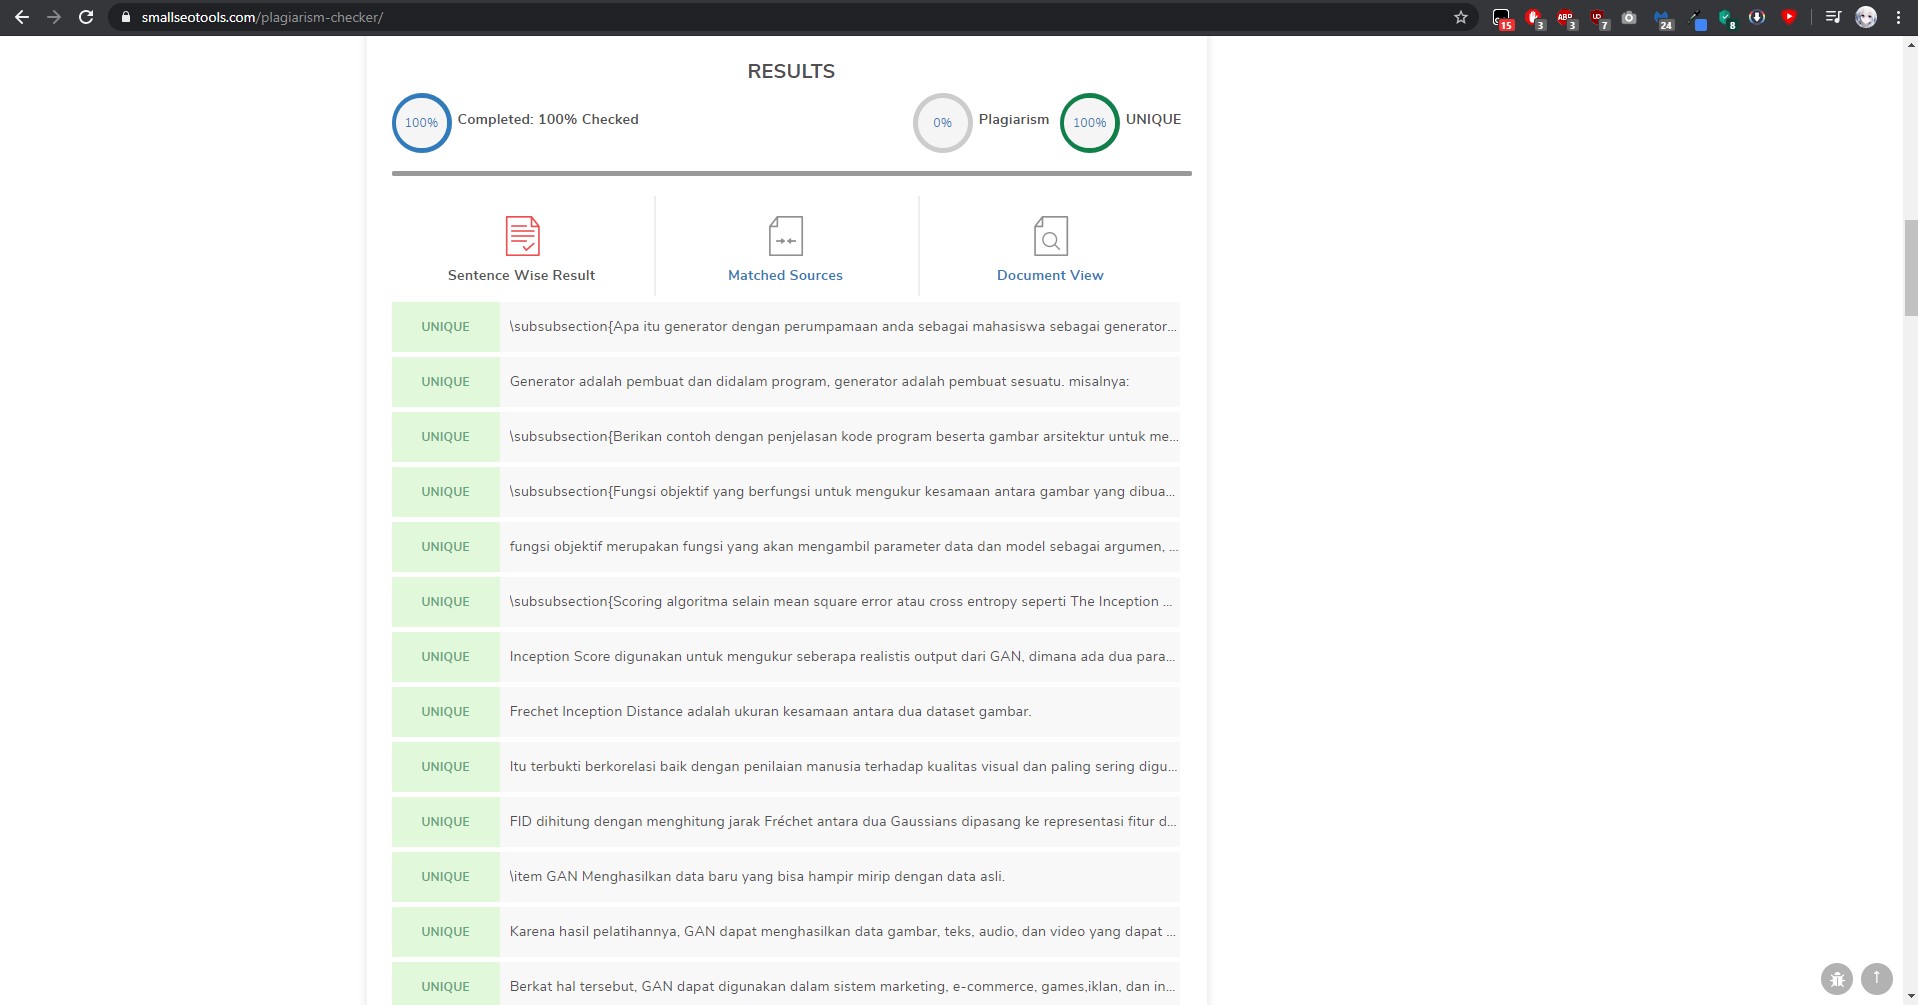 smallseotools.com/plagiarism-checker/
15
3
ABP
3
UD
7
24
8
RESULTS
100%
Completed: 100% Checked
0%
Plagiarism
100%
UNIQUE
Sentence Wise Result
Matched Sources
Document View
UNIQUE
\subsubsection{Apa itu generator dengan perumpamaan anda sebagai mahasiswa sebagai generator...
UNIQUE
Generator adalah pembuat dan didalam program, generator adalah pembuat sesuatu. misalnya:
UNIQUE
\subsubsection{Berikan contoh dengan penjelasan kode program beserta gambar arsitektur untuk me...
UNIQUE
\subsubsection{Fungsi objektif yang berfungsi untuk mengukur kesamaan antara gambar yang dibua...
UNIQUE
fungsi objektif merupakan fungsi yang akan mengambil parameter data dan model sebagai argumen, ...
UNIQUE
\subsubsection{Scoring algoritma selain mean square error atau cross entropy seperti The Inception ...
UNIQUE
Inception Score digunakan untuk mengukur seberapa realistis output dari GAN, dimana ada dua para...
UNIQUE
Frechet Inception Distance adalah ukuran kesamaan antara dua dataset gambar.
UNIQUE
Itu terbukti berkorelasi baik dengan penilaian manusia terhadap kualitas visual dan paling sering digu...
UNIQUE
FID dihitung dengan menghitung jarak Fréchet antara dua Gaussians dipasang ke representasi fitur d...
UNIQUE
\item GAN Menghasilkan data baru yang bisa hampir mirip dengan data asli.
UNIQUE
Karena hasil pelatihannya, GAN dapat menghasilkan data gambar, teks, audio, dan video yang dapat ...
UNIQUE
Berkat hal tersebut, GAN dapat digunakan dalam sistem marketing, e-commerce, games,iklan, dan in...